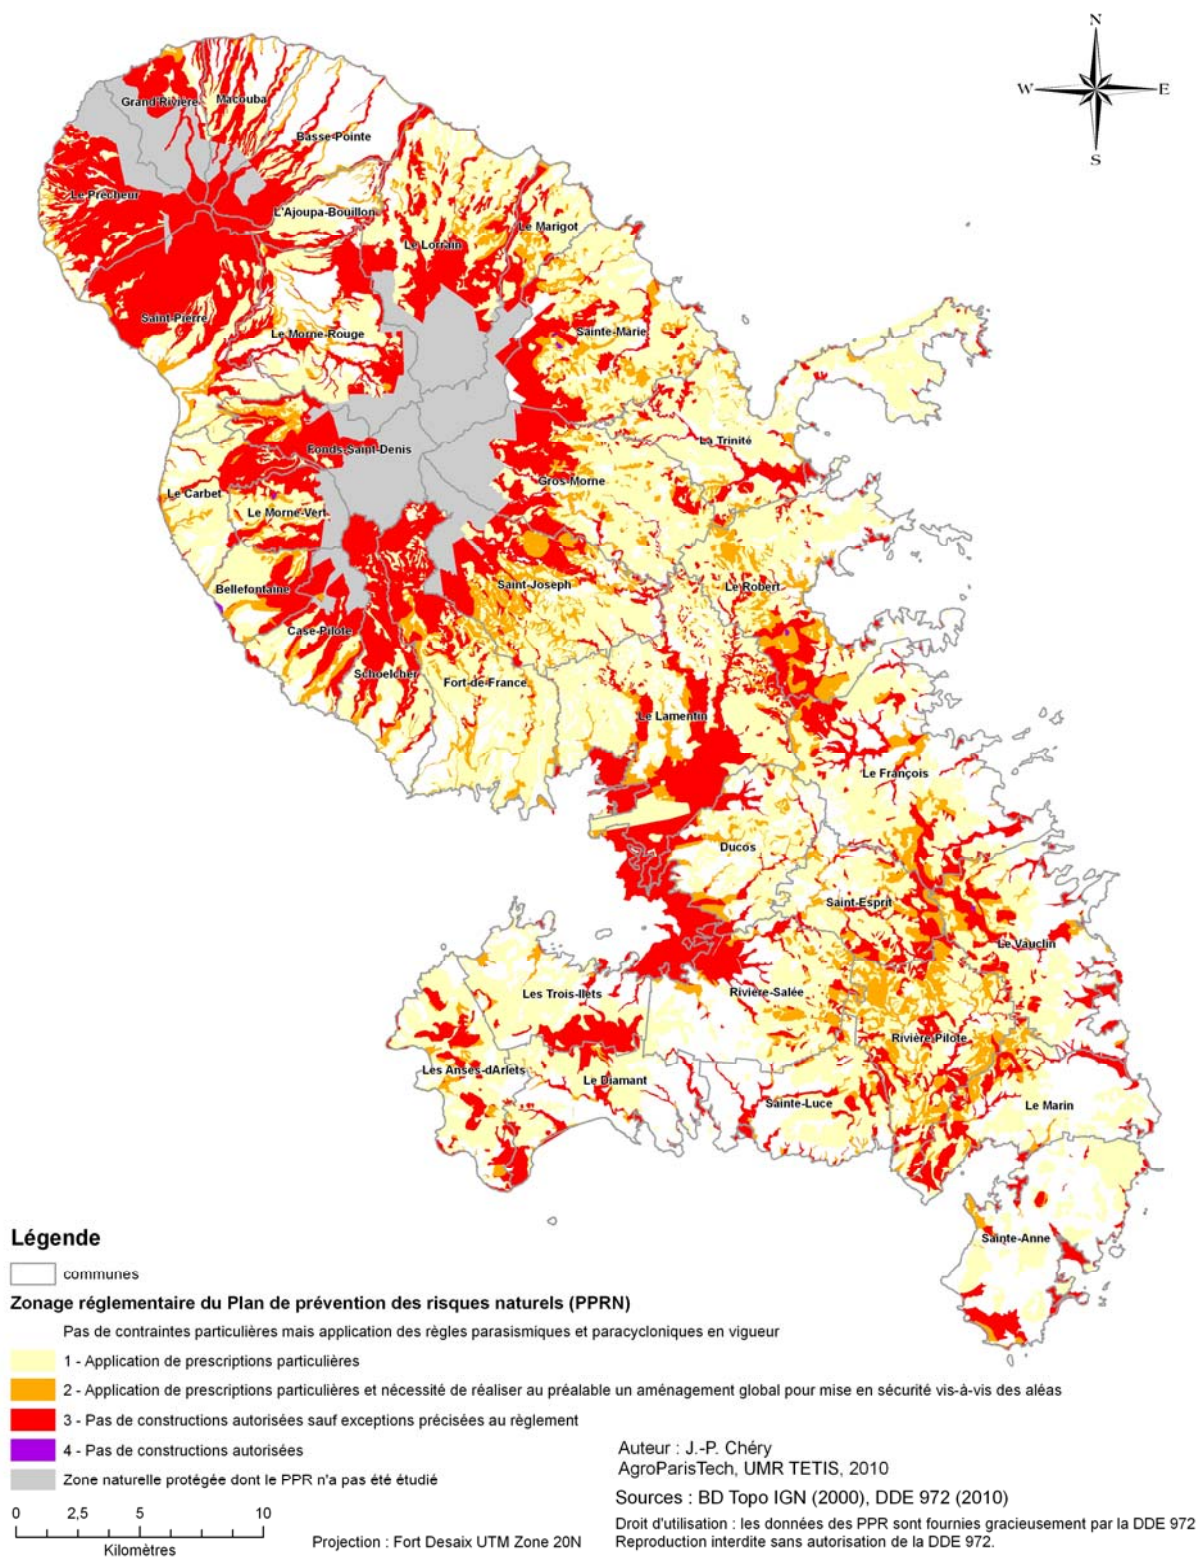 N
W
E
S
Grand Rivière
Macouba
Basse Pointe
Le Prêcheur
L'Ajoupa-Bouillon
Le Marigot
Le Lorrain
Saint-Pierre
Le Morne-Rouge
Sainte-Marie
La Trinité
Fonds-Saint-Denis
Gros-Morne
Le Carbet
Le Morne-Vert
Saint-Joseph
Le Robert
Bellefontaine
Case-Pilote
Schoelcher
Fort-de-France
Le Lamentin
Le François
Ducos
Saint-Esprit
Le Vauclin
Les Trois-Ilets
Rivière-Salée
Rivière-Pilote
Les Anses-dArlets
Le Diamant
Sainte-Luce
Le Marin
Sainte-Anne
Légende
communes
Zonage réglementaire du Plan de prévention des risques naturels (PPRN)
Pas de contraintes particulières mais application des règles parasismiques et paracycloniques en vigueur
1 - Application de prescriptions particulières
2 - Application de prescriptions particulières et nécessité de réaliser au préalable un aménagement global pour mise en sécurité vis-à-vis des aléas
3 - Pas de constructions autorisées sauf exceptions précisées au règlement
4 - Pas de constructions autorisées
Zone naturelle protégée dont le PPR n'a pas été étudié
0 2,5 5 10
Kilomètres
Projection : Fort Desaix UTM Zone 20N
Auteur : J.-P. Chéry
AgroParisTech, UMR TETIS, 2010
Sources : BD Topo IGN (2000), DDE 972 (2010)
Droit d'utilisation : les données des PPR sont fournies gracieusement par la DDE 972
Reproduction interdite sans autorisation de la DDE 972.